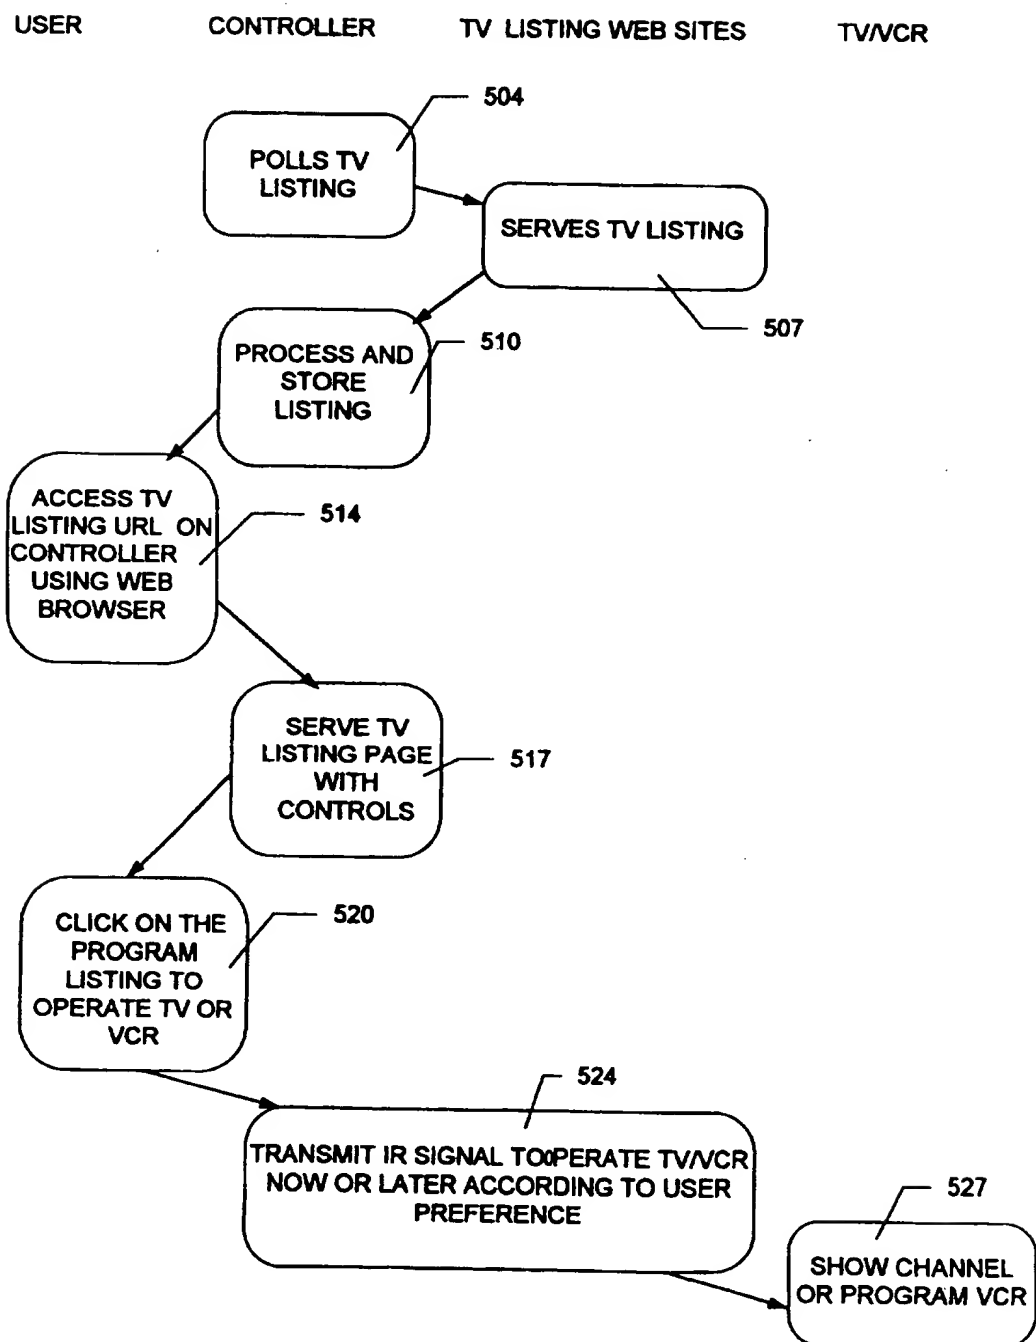 USER CONTROLLER TV LISTING WEB SITES TV/VCR
504
POLLS TV
LISTING
SERVES TV LISTING
507
510
PROCESS AND
STORE
LISTING
ACCESS TV
LISTING URL ON
CONTROLLER
USING WEB
BROWSER
514
SERVE TV
LISTING PAGE
WITH
CONTROLS
517
CLICK ON THE
PROGRAM
LISTING TO
OPERATE TV OR
VCR
520
524
TRANSMIT IR SIGNAL TO OPERATE TV/VCR
NOW OR LATER ACCORDING TO USER
PREFERENCE
527
SHOW CHANNEL
OR PROGRAM VCR